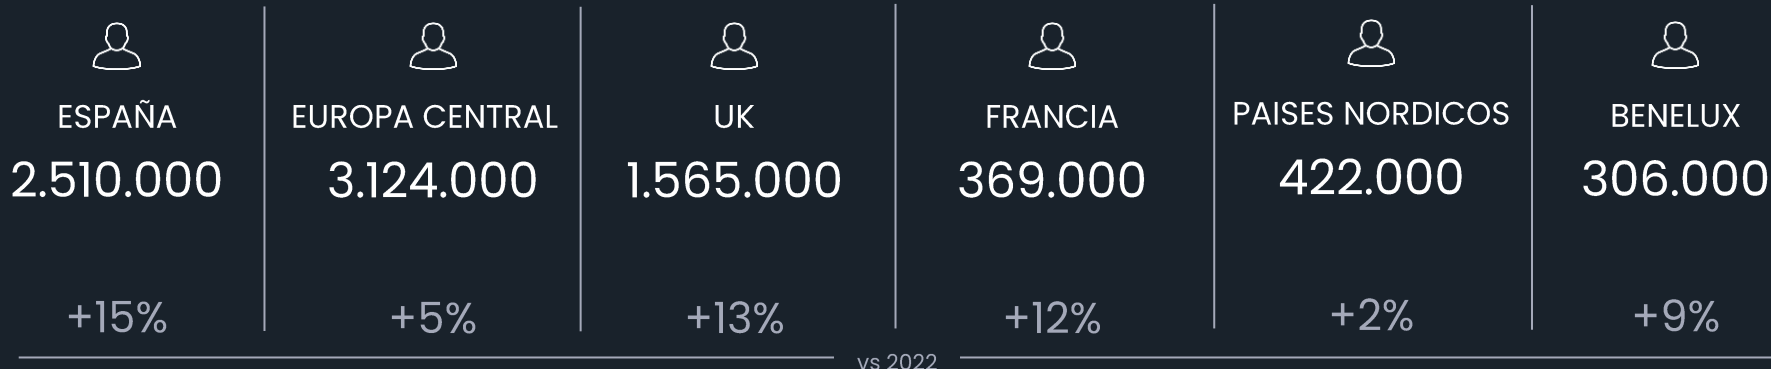 ESPAÑA
2.510.000
+15%
EUROPA CENTRAL
3.124.000
+5%
UK
1.565.000
+13%
FRANCIA
369.000
+12%
PAISES NORDICOS
422.000
+2%
BENELUX
306.000
+9%
vs 2022